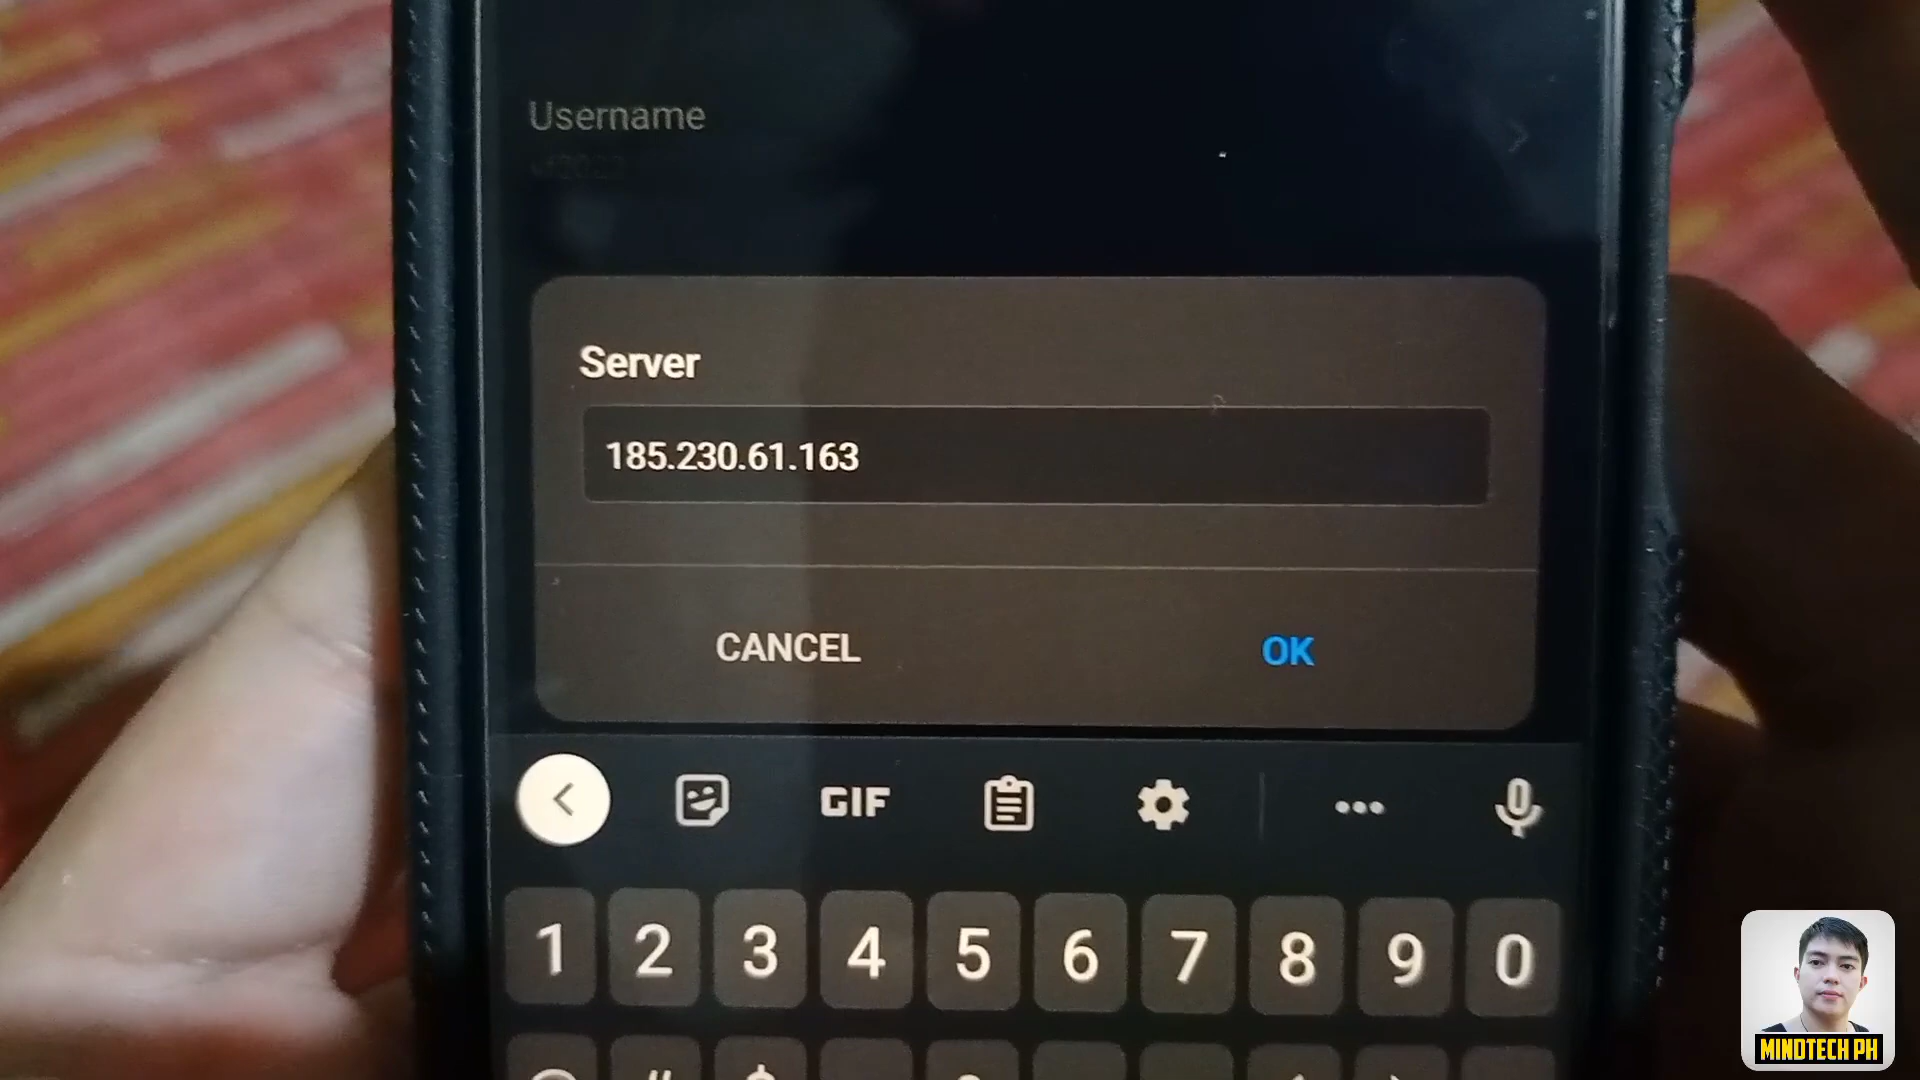 Username
Server
185.230.61.163
CANCEL
OK
GIF
1 2 3 4 5 6 7 8 9 0
MINDTECH PH